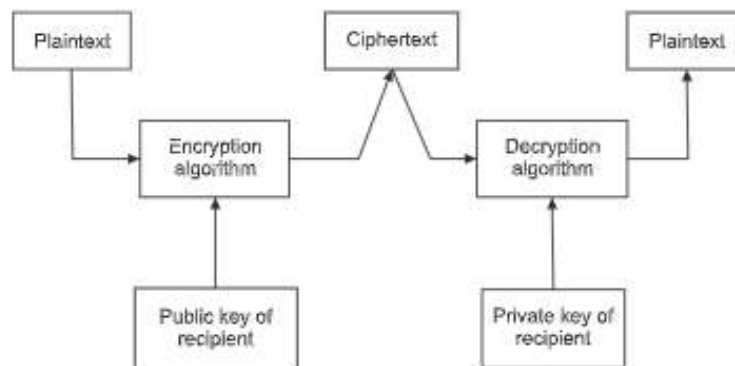 Plaintext
Ciphertext
Plaintext
Encryption
algorithm
Decryption
algorithm
Public key of
recipient
Private key of
recipient